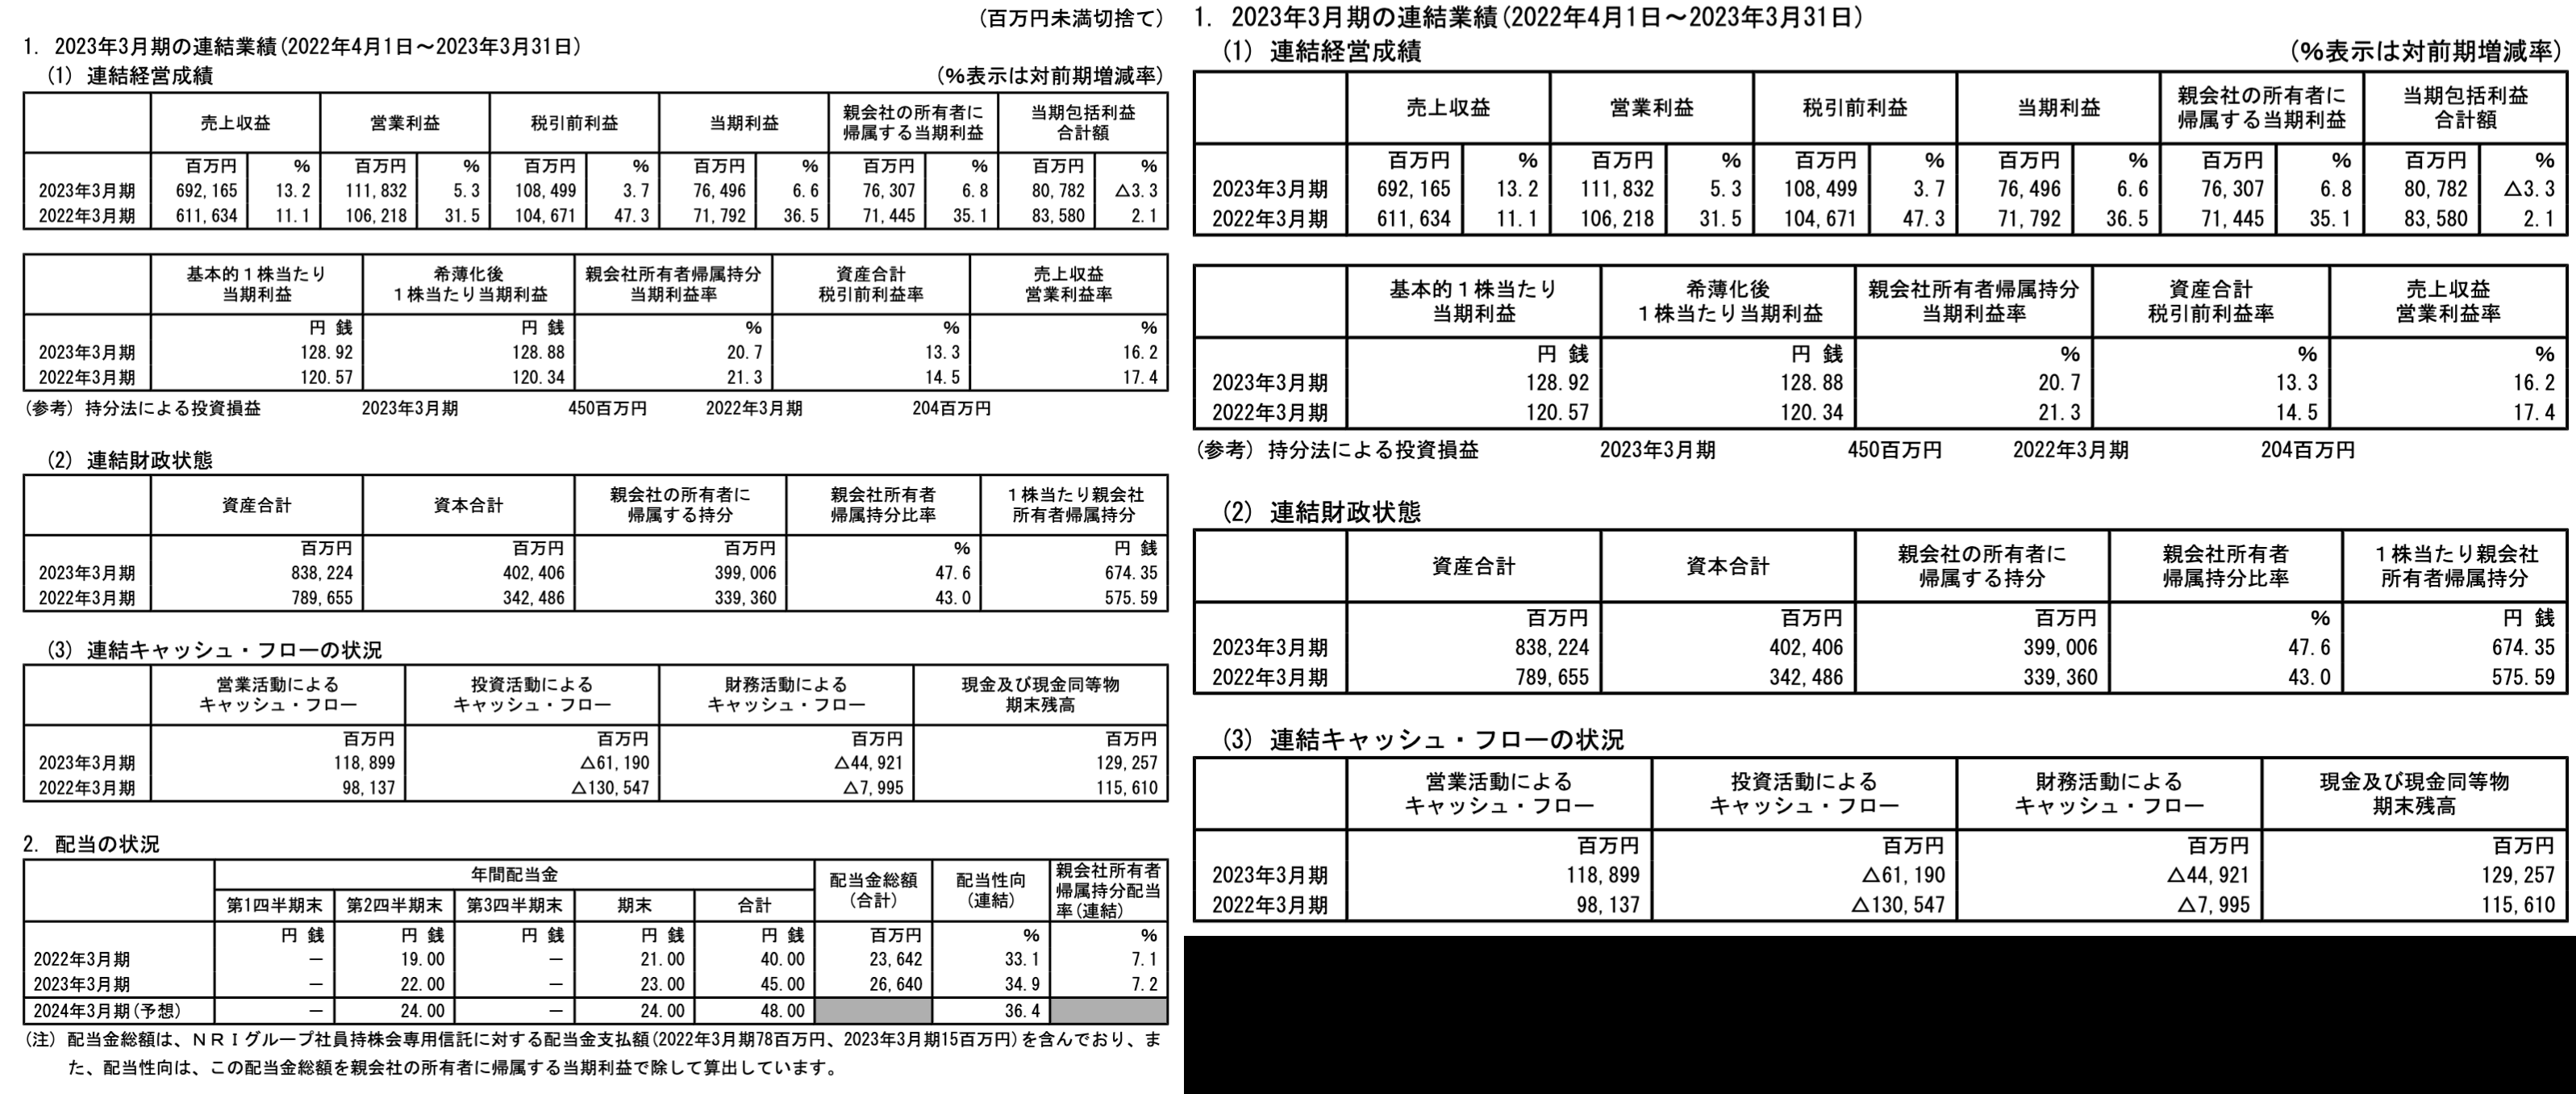 (百万円未満切捨て)
1. 2023年3月期の連結業績(2022年4月1日～2023年3月31日)
(1) 連結経営成績 (%表示は対前期増減率)
売上収益 営業利益 税引前利益 当期利益 親会社の所有者に 当期包括利益
帰属する当期利益 合計額
百万円 % 百万円 % 百万円 % 百万円 % 百万円 % 百万円 %
2023年3月期 692,165 13.2 111,832 5.3 108,499 3.7 76,496 6.6 76,307 6.8 80,782 △3.3
2022年3月期 611,634 11.1 106,218 31.5 104,671 47.3 71,792 36.5 71,445 35.1 83,580 2.1
基本的1株当たり 希薄化後 親会社所有者帰属持分 資産合計 売上収益
当期利益 1株当たり当期利益 当期利益率 税引前利益率 営業利益率
円 銭 円 銭 % % %
2023年3月期 128.92 128.88 20.7 13.3 16.2
2022年3月期 120.57 120.34 21.3 14.5 17.4
(参考) 持分法による投資損益 2023年3月期 450百万円 2022年3月期 204百万円
(2) 連結財政状態
資産合計 資本合計 親会社の所有者に 親会社所有者 1株当たり親会社
帰属する持分 帰属持分比率 所有者帰属持分
百万円 百万円 百万円 % 円 銭
2023年3月期 838,224 402,406 399,006 47.6 674.35
2022年3月期 789,655 342,486 339,360 43.0 575.59
(3) 連結キャッシュ・フローの状況
営業活動による 投資活動による 財務活動による 現金及び現金同等物
キャッシュ・フロー キャッシュ・フロー キャッシュ・フロー 期末残高
百万円 百万円 百万円 百万円
2023年3月期 118,899 △61,190 △44,921 129,257
2022年3月期 98,137 △130,547 △7,995 115,610
2. 配当の状況
年間配当金 配当金総額 配当性向 親会社所有者
(合計) (連結) 帰属持分配当
第1四半期末 第2四半期末 第3四半期末 期末 合計 率(連結)
円 銭 円 銭 円 銭 円 銭 円 銭 百万円 % %
2022年3月期 － 19.00 － 21.00 40.00 23,642 33.1 7.1
2023年3月期 － 22.00 － 23.00 45.00 26,640 34.9 7.2
2024年3月期(予想) － 24.00 － 24.00 48.00 36.4
(注) 配当金総額は、ＮＲＩグループ社員持株会専用信託に対する配当金支払額(2022年3月期78百万円、2023年3月期15百万円)を含んでおり、ま
た、配当性向は、この配当金総額を親会社の所有者に帰属する当期利益で除して算出しています。
1. 2023年3月期の連結業績(2022年4月1日～2023年3月31日)
(1) 連結経営成績 (%表示は対前期増減率)
売上収益 営業利益 税引前利益 当期利益 親会社の所有者に 当期包括利益
帰属する当期利益 合計額
百万円 % 百万円 % 百万円 % 百万円 % 百万円 % 百万円 %
2023年3月期 692,165 13.2 111,832 5.3 108,499 3.7 76,496 6.6 76,307 6.8 80,782 △3.3
2022年3月期 611,634 11.1 106,218 31.5 104,671 47.3 71,792 36.5 71,445 35.1 83,580 2.1
基本的1株当たり 希薄化後 親会社所有者帰属持分 資産合計 売上収益
当期利益 1株当たり当期利益 当期利益率 税引前利益率 営業利益率
円 銭 円 銭 % % %
2023年3月期 128.92 128.88 20.7 13.3 16.2
2022年3月期 120.57 120.34 21.3 14.5 17.4
(参考) 持分法による投資損益 2023年3月期 450百万円 2022年3月期 204百万円
(2) 連結財政状態
資産合計 資本合計 親会社の所有者に 親会社所有者 1株当たり親会社
帰属する持分 帰属持分比率 所有者帰属持分
百万円 百万円 百万円 % 円 銭
2023年3月期 838,224 402,406 399,006 47.6 674.35
2022年3月期 789,655 342,486 339,360 43.0 575.59
(3) 連結キャッシュ・フローの状況
営業活動による 投資活動による 財務活動による 現金及び現金同等物
キャッシュ・フロー キャッシュ・フロー キャッシュ・フロー 期末残高
百万円 百万円 百万円 百万円
2023年3月期 118,899 △61,190 △44,921 129,257
2022年3月期 98,137 △130,547 △7,995 115,610